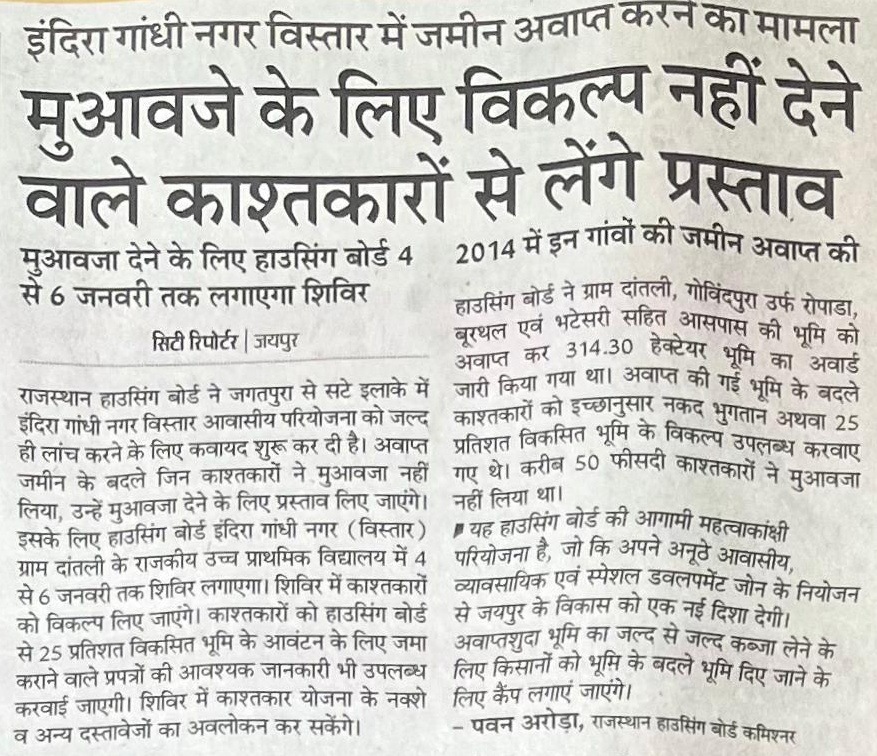 इंदिरा गांधी नगर विस्तार में जमीन अवाप्त करने का मामला
मुआवजे के लिए विकल्प नहीं देने
वाले काश्तकारों से लेंगे प्रस्ताव
मुआवजा देने के लिए हाउसिंग बोर्ड 4
से 6 जनवरी तक लगाएगा शिविर
सिटी रिपोर्टर | जयपुर
राजस्थान हाउसिंग बोर्ड ने जगतपुरा से सटे इलाके में
इंदिरा गांधी नगर विस्तार आवासीय परियोजना को जल्द
ही लांच करने के लिए कवायद शुरू कर दी है। अवाप्त
जमीन के बदले जिन काश्तकारों ने मुआवजा नहीं
लिया, उन्हें मुआवजा देने के लिए प्रस्ताव लिए जाएंगे।
इसके लिए हाउसिंग बोर्ड इंदिरा गांधी नगर (विस्तार)
ग्राम दांतली के राजकीय उच्च प्राथमिक विद्यालय में 4
से 6 जनवरी तक शिविर लगाएगा। शिविर में काश्तकारों
को विकल्प लिए जाएंगे। काश्तकारों को हाउसिंग बोर्ड
से 25 प्रतिशत विकसित भूमि के आवंटन के लिए जमा
कराने वाले प्रपत्रों की आवश्यक जानकारी भी उपलब्ध
करवाई जाएगी। शिविर में काश्तकार योजना के नक्शे
व अन्य दस्तावेजों का अवलोकन कर सकेंगे।
2014 में इन गांवों की जमीन अवाप्त की
हाउसिंग बोर्ड ने ग्राम दांतली, गोविंदपुरा उर्फ रोपाडा,
बूरथल एवं भटेसरी सहित आसपास की भूमि को
अवाप्त कर 314.30 हेक्टेयर भूमि का अवार्ड
जारी किया गया था। अवाप्त की गई भूमि के बदले
काश्तकारों को इच्छानुसार नकद भुगतान अथवा 25
प्रतिशत विकसित भूमि के विकल्प उपलब्ध करवाए
गए थे। करीब 50 फीसदी काश्तकारों ने मुआवजा
नहीं लिया था।
यह हाउसिंग बोर्ड की आगामी महत्वाकांक्षी
परियोजना है, जो कि अपने अनूठे आवासीय,
व्यावसायिक एवं स्पेशल डवलपमेंट जोन के नियोजन
से जयपुर के विकास को एक नई दिशा देगी।
अवाप्तशुदा भूमि का जल्द से जल्द कब्जा लेने के
लिए किसानों को भूमि के बदले भूमि दिए जाने के
लिए कैंप लगाएं जाएंगे।
– पवन अरोड़ा, राजस्थान हाउसिंग बोर्ड कमिश्नर